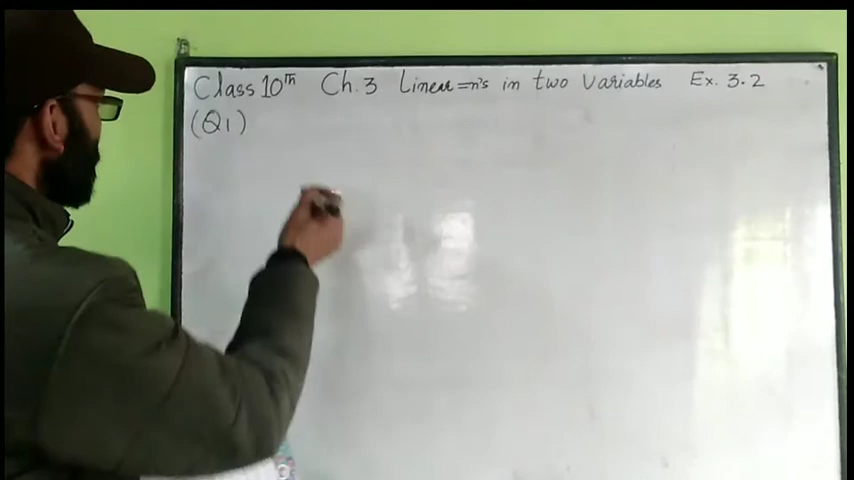 Class 10th Ch. 3 Linear =n's in two Variables Ex. 3.2
(Q1)